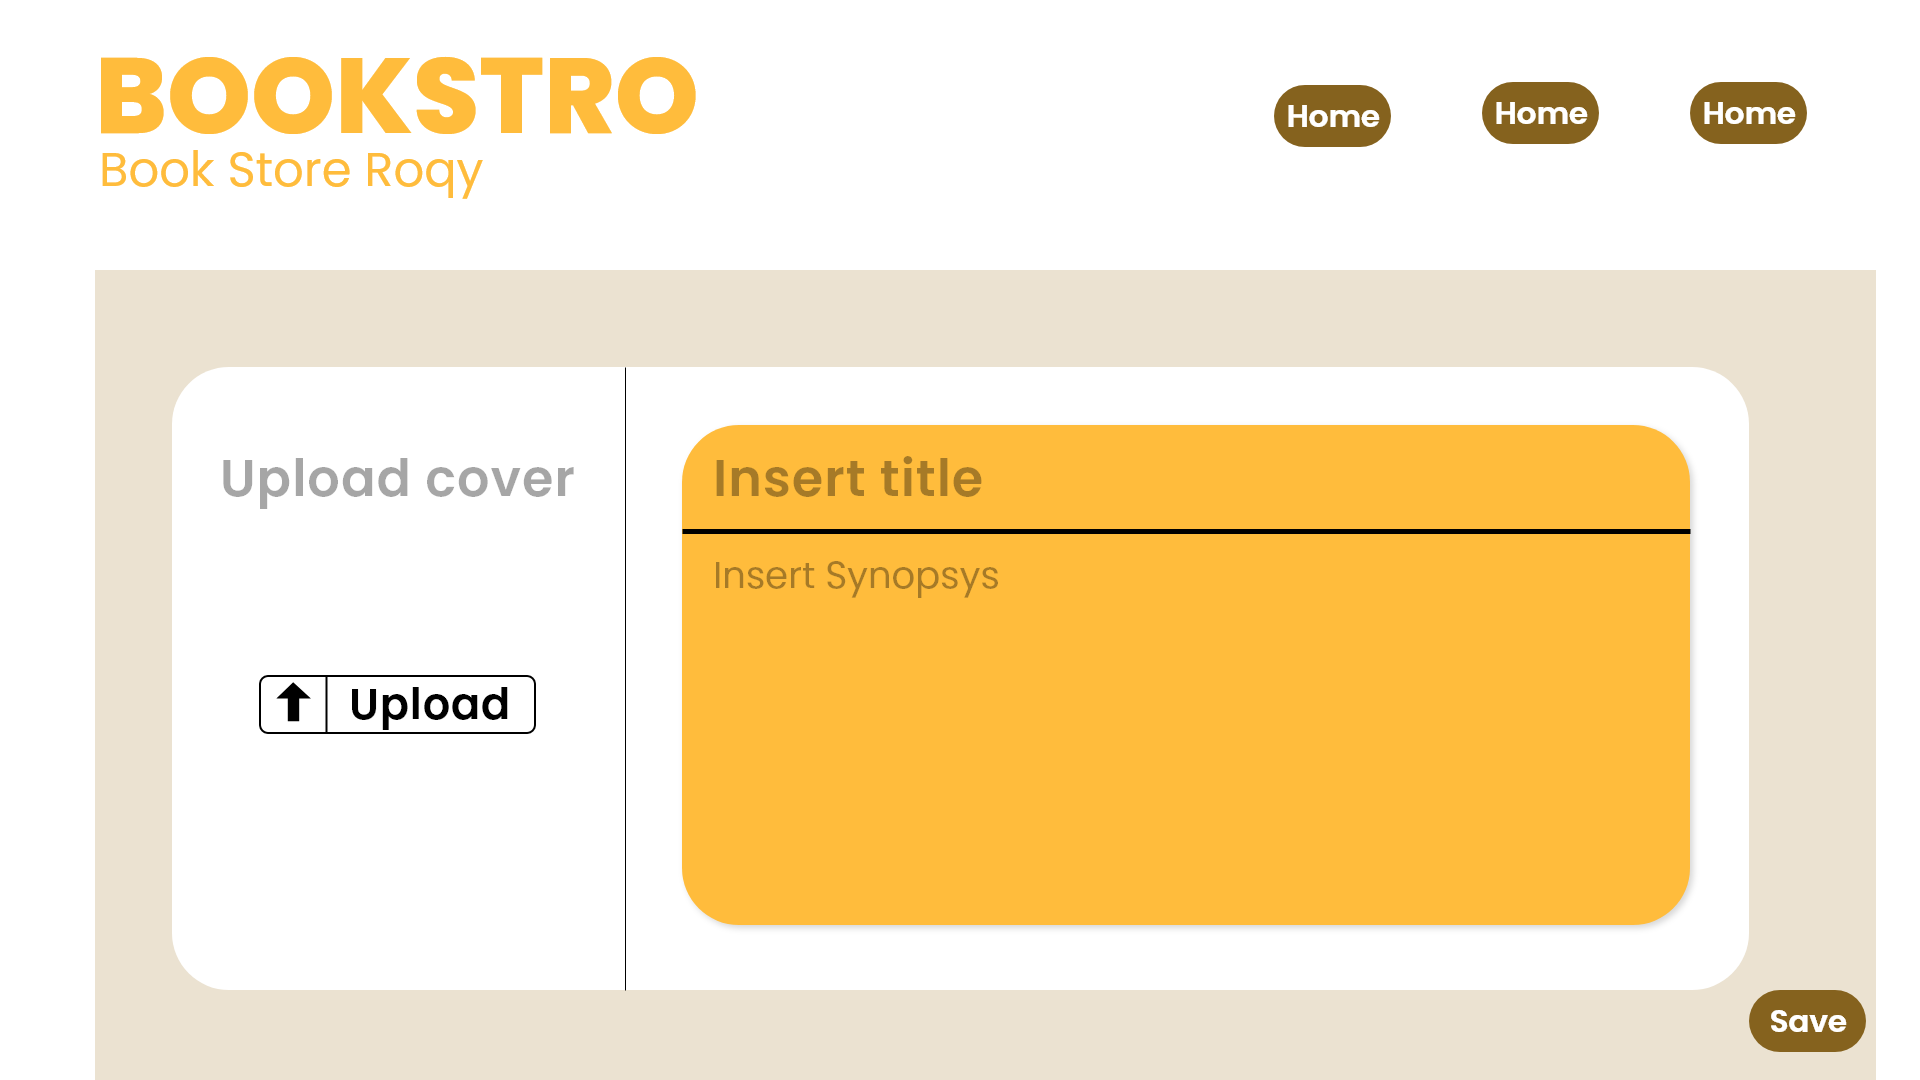 BOOKSTRO
Book Store Roqy
Home
Home
Home
Upload cover
Upload
Insert title
Insert Synopsys
Save